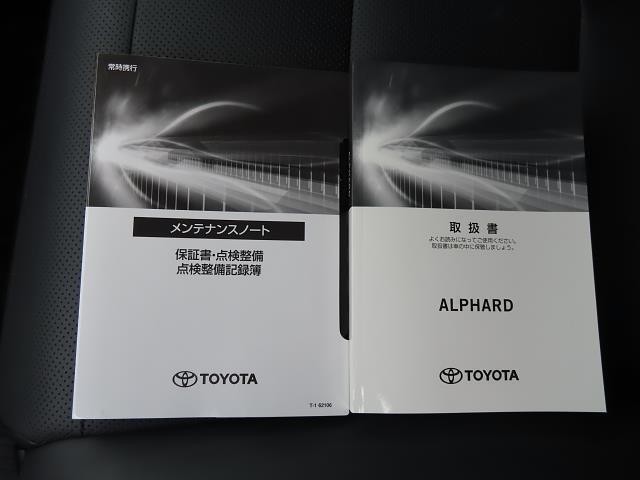 常時携行
メンテナンスノート
保証書・点検整備
点検整備記録簿
TOYOTA
T-1-62106
取扱書
よくお読みになってご使用ください。
取扱書は車の中に保管しましょう。
ALPHARD
TOYOTA